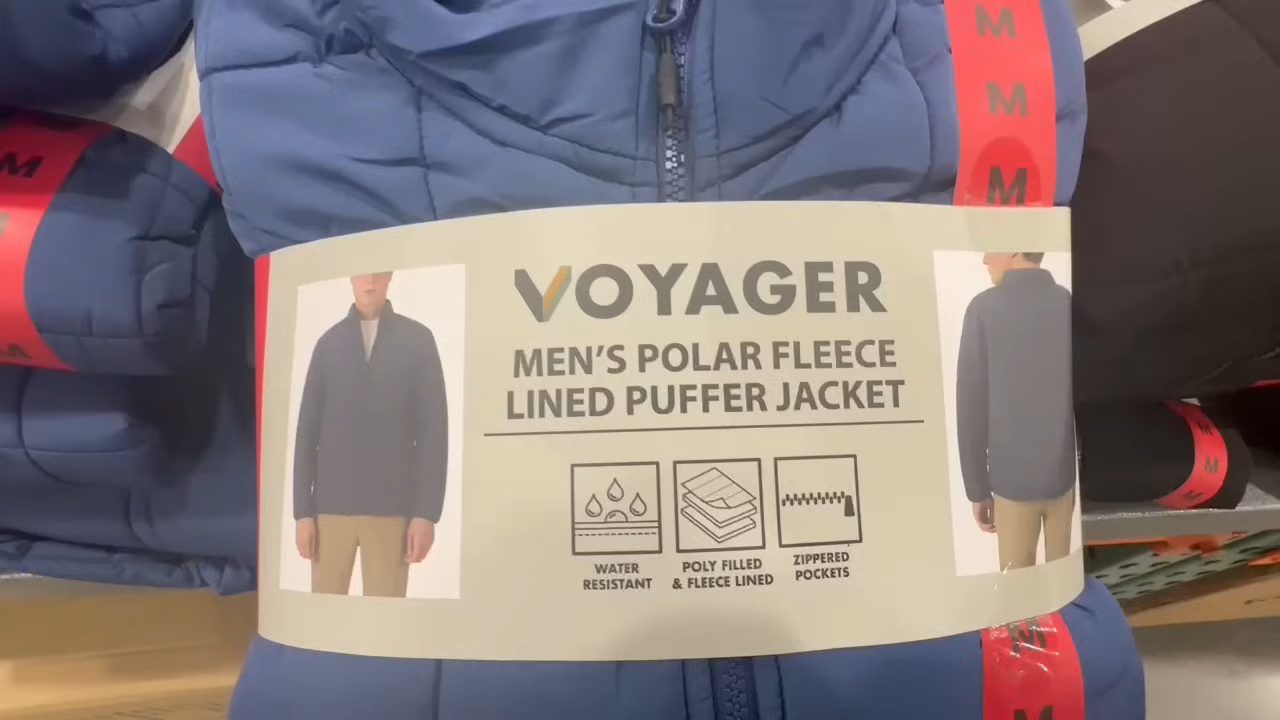 M
M
M
M
M
VOYAGER
MEN'S POLAR FLEECE
LINED PUFFER JACKET
WATER
RESISTANT
POLY FILLED
& FLEECE LINED
ZIPPERED
POCKETS
M
M
M
M
M